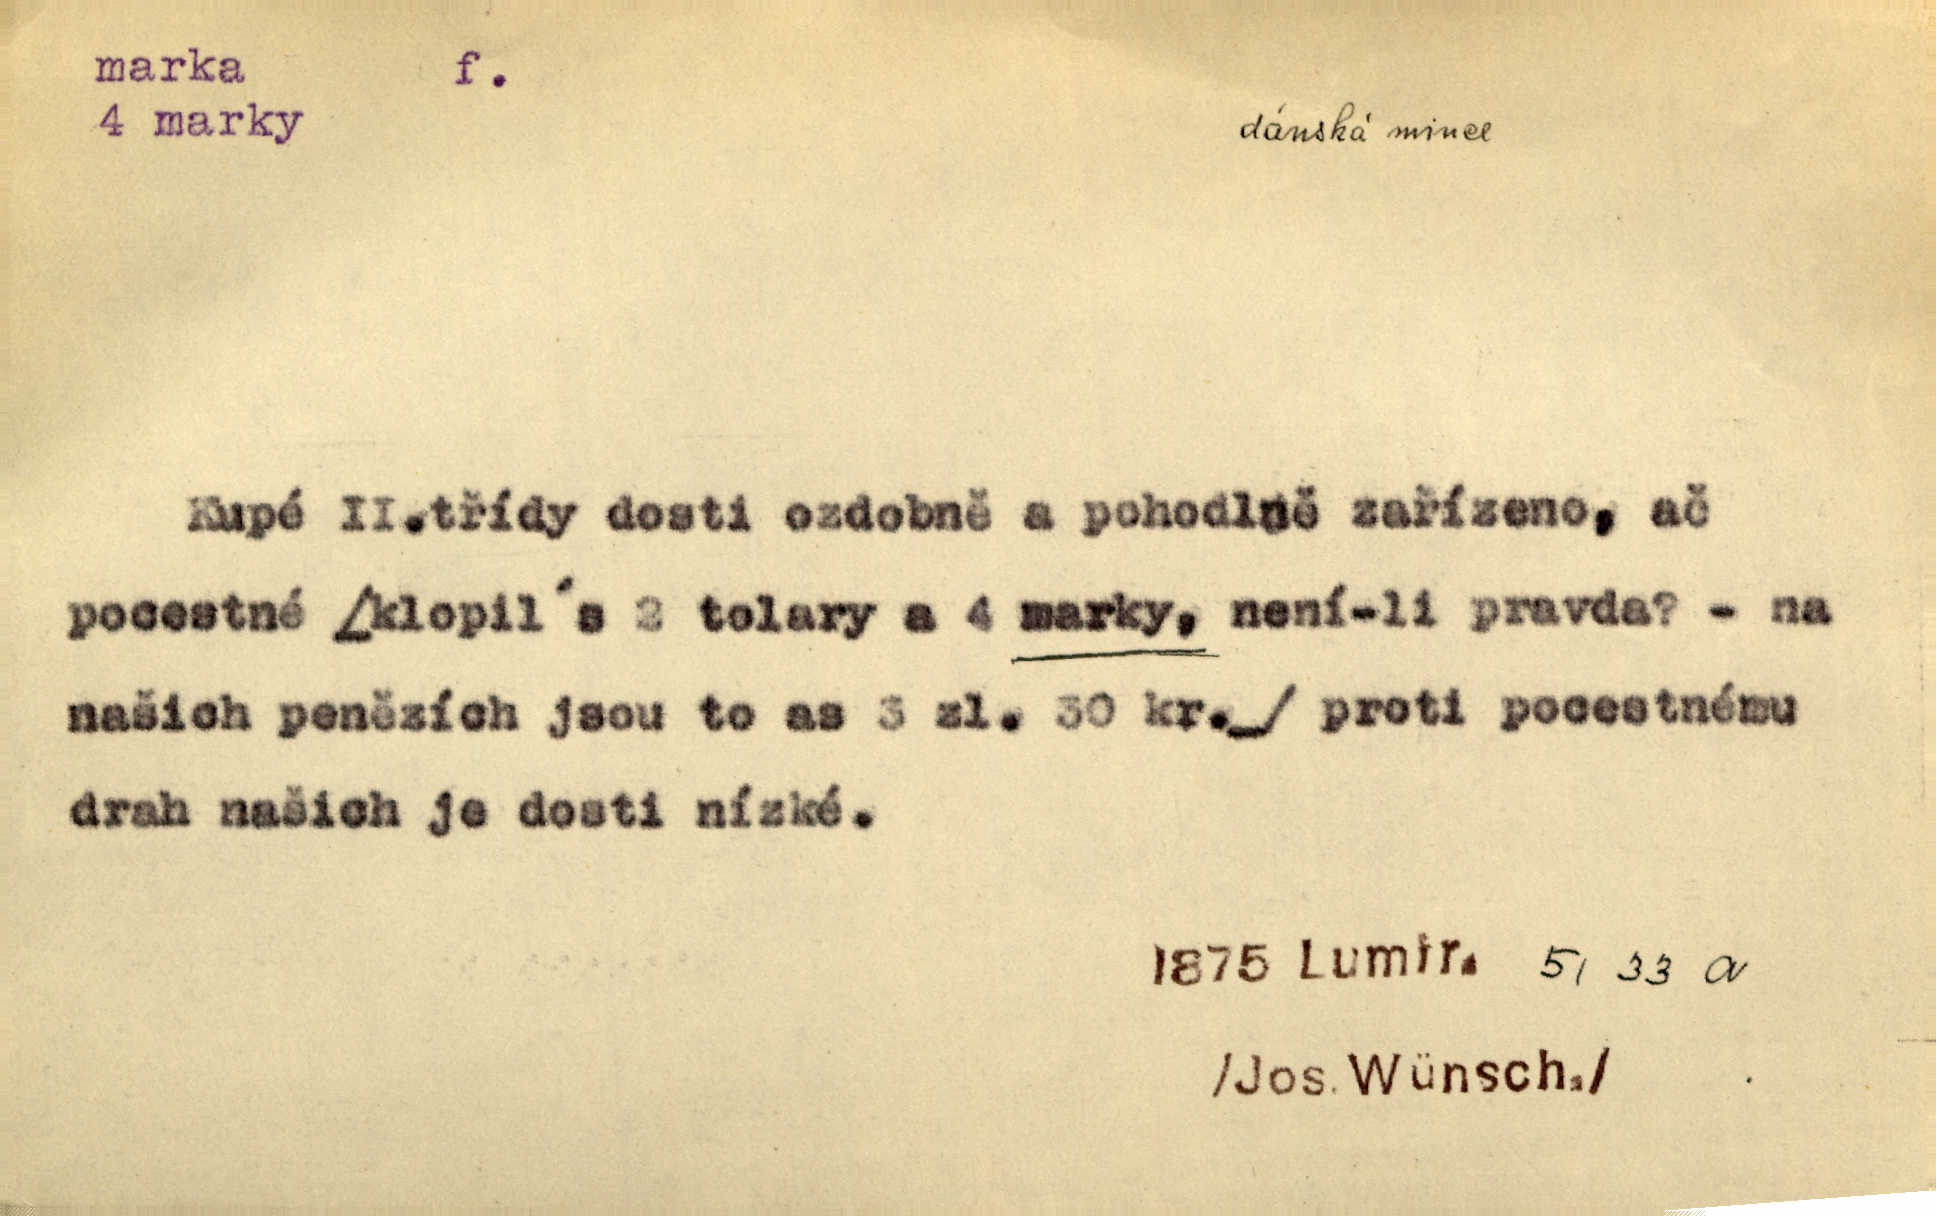 marka f.
4 marky
dánská mince
Kupé II.třídy dosti ozdobně a pohodlně zařízeno, ač
pocestné /klopil´s 2 tolary a 4 marky, není-li pravda? - na
našich penězích jsou to as 3 zl. 30 kr._/ proti pocestnému
drah našich je dosti nízké.
1875 Lumír. 5, 33 a
/Jos. Wünsch./